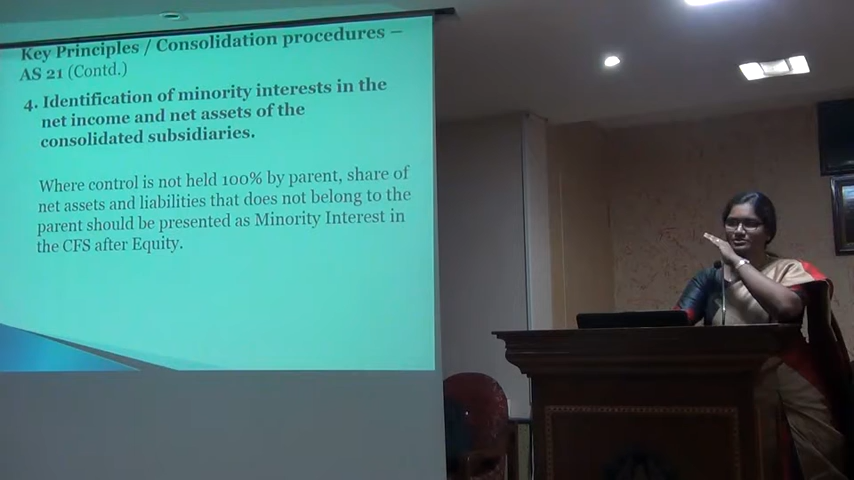 Key Principles / Consolidation procedures –
AS 21 (Contd.)
4. Identification of minority interests in the
net income and net assets of the
consolidated subsidiaries.
Where control is not held 100% by parent, share of
net assets and liabilities that does not belong to the
parent should be presented as Minority Interest in
the CFS after Equity.